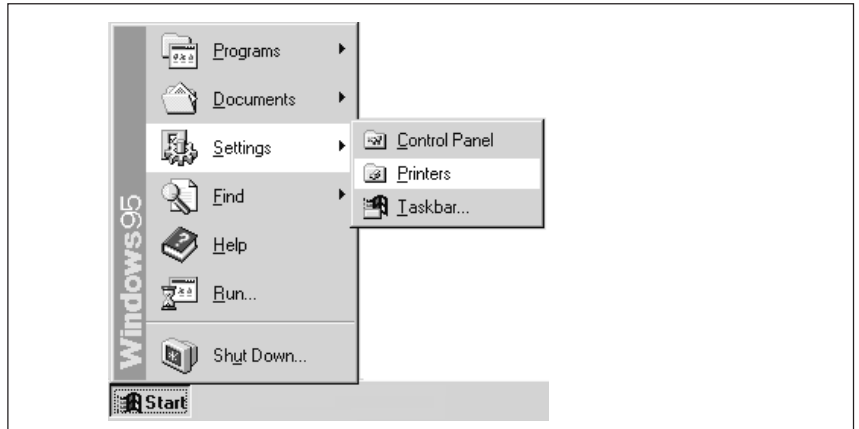 Programs
Documents
Settings
Find
Help
Run...
Shut Down...
Control Panel
Printers
Taskbar...
Windows95
Start